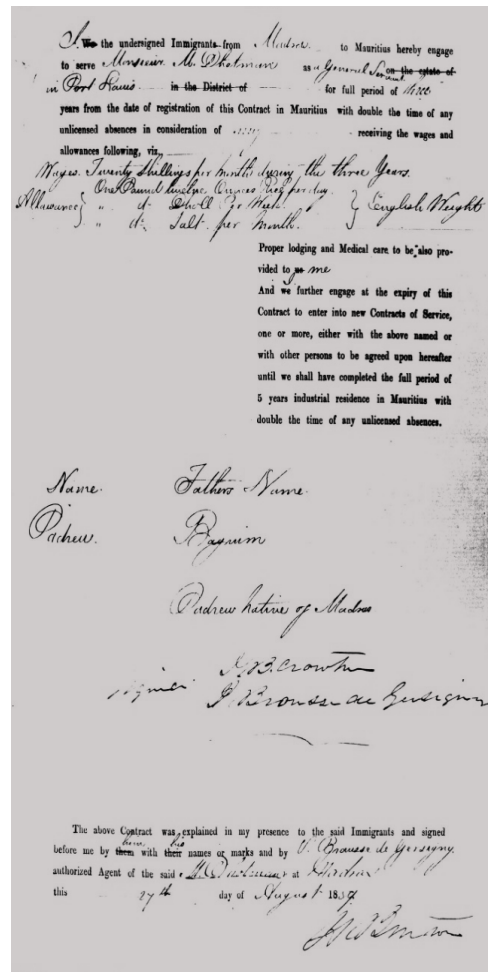 I. We the undersigned Immigrants from Madras to Mauritius hereby engage
to serve Monsieur M. Dhotman as a General Servant on the estate of
in Port Louis in the District of for full period of three
years from the date of registration of this Contract in Mauritius with double the time of any
unlicensed absences in consideration of receiving the wages and
allowances following, viz.,
Wages. Twenty Shillings per month during the three Years.
One Pound twelve Ounces Rice per day.
Allowance } " d. Dholl Per Week. } English Weight
" d. Salt. per Month.
Proper lodging and Medical care to be also pro-
vided to us me
And we further engage at the expiry of this
Contract to enter into new Contracts of Service,
one or more, either with the above named or
with other persons to be agreed upon hereafter
until we shall have completed the full period of
5 years industrial residence in Mauritius with
double the time of any unlicensed absences.
Name. Fathers Name.
Padrew. Bagnim
Padrew native of Madras
J. B. Crowther
V. Brousse de Gersigny
The above Contract was explained in my presence to the said Immigrants and signed
him his
before me by them with their names or marks and by V. Brousse de Gersigny
authorized Agent of the said M. Dhotman at Madras
this 27th day of August 18